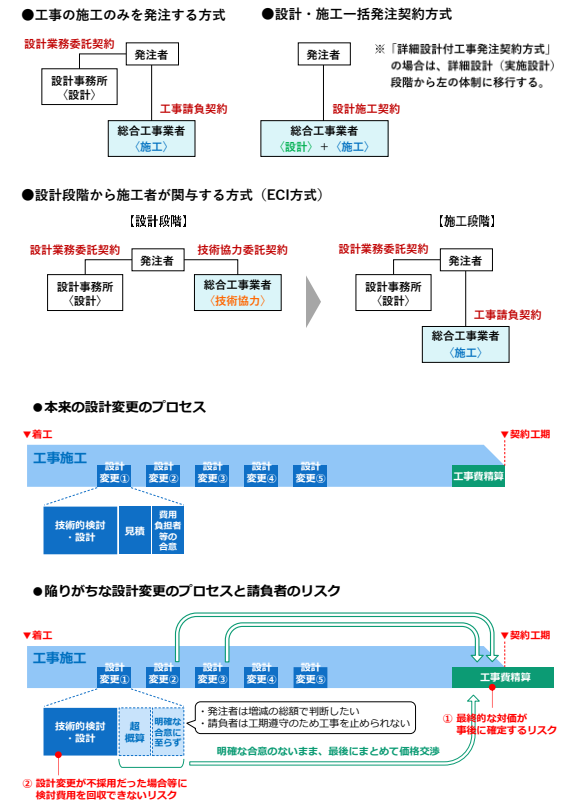 ●工事の施工のみを発注する方式
設計業務委託契約
発注者
設計事務所
〈設計〉
工事請負契約
総合工事業者
〈施工〉
●設計・施工一括発注契約方式
発注者
設計施工契約
総合工事業者
〈設計〉＋〈施工〉
※「詳細設計付工事発注契約方式」
の場合は、詳細設計（実施設計）
段階から左の体制に移行する。
●設計段階から施工者が関与する方式（ECI方式）
【設計段階】
設計業務委託契約
技術協力委託契約
発注者
設計事務所
〈設計〉
総合工事業者
〈技術協力〉
【施工段階】
設計業務委託契約
発注者
設計事務所
〈設計〉
工事請負契約
総合工事業者
〈施工〉
●本来の設計変更のプロセス
▼着工
▼契約工期
工事施工
設計
変更①
設計
変更②
設計
変更③
設計
変更④
設計
変更⑤
工事費精算
技術的検討
・設計
見積
費用
負担者
等の
合意
●陥りがちな設計変更のプロセスと請負者のリスク
▼着工
▼契約工期
工事施工
設計
変更①
設計
変更②
設計
変更③
設計
変更④
設計
変更⑤
工事費精算
技術的検討
・設計
超
概算
明確な
合意に
至らず
・発注者は増減の総額で判断したい
・請負者は工期遵守のため工事を止められない
① 最終的な対価が
事後に確定するリスク
明確な合意のないまま、最後にまとめて価格交渉
② 設計変更が不採用だった場合等に
検討費用を回収できないリスク